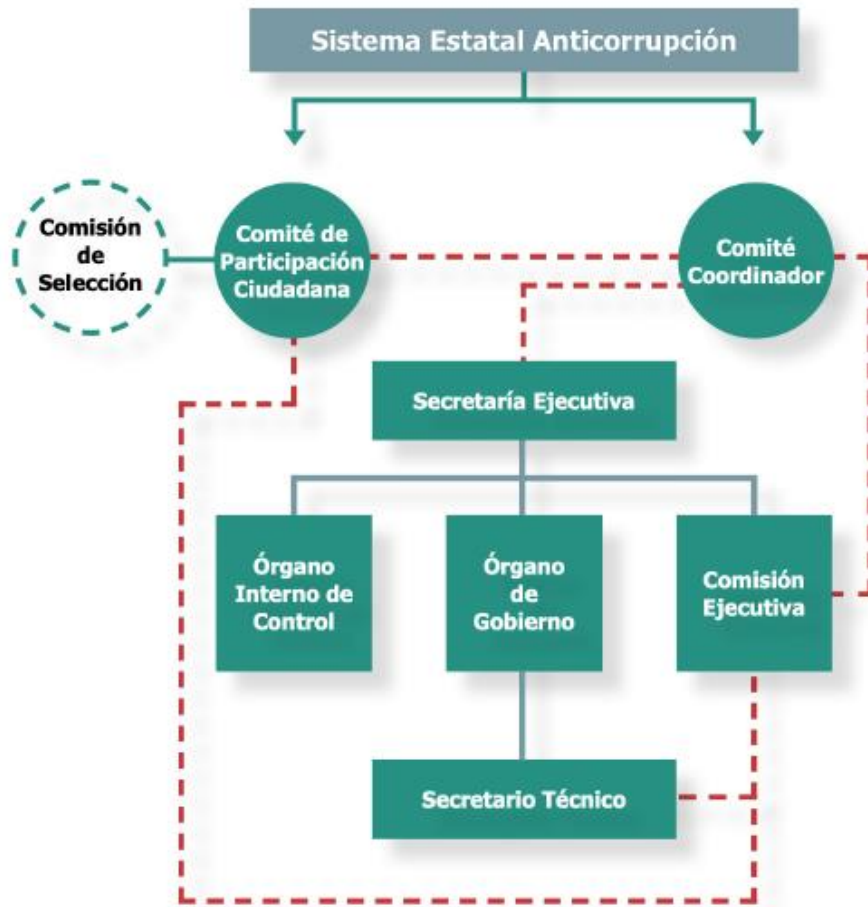 Sistema Estatal Anticorrupción
Comisión
de
Selección
Comité de
Participación
Ciudadana
Comité
Coordinador
Secretaría Ejecutiva
Órgano
Interno de
Control
Órgano
de
Gobierno
Comisión
Ejecutiva
Secretario Técnico